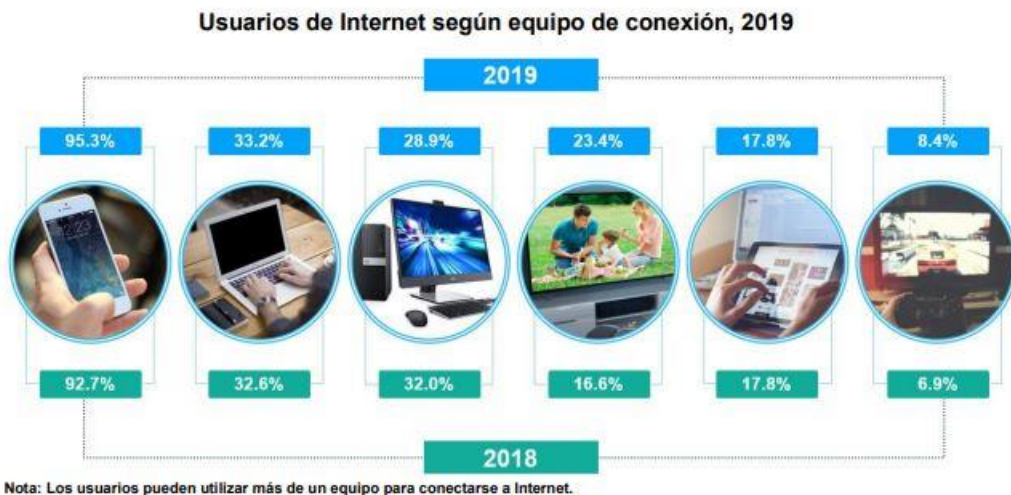 Usuarios de Internet según equipo de conexión, 2019
2019
95.3% 33.2% 28.9% 23.4% 17.8% 8.4%
92.7% 32.6% 32.0% 16.6% 17.8% 6.9%
2018
Nota: Los usuarios pueden utilizar más de un equipo para conectarse a Internet.